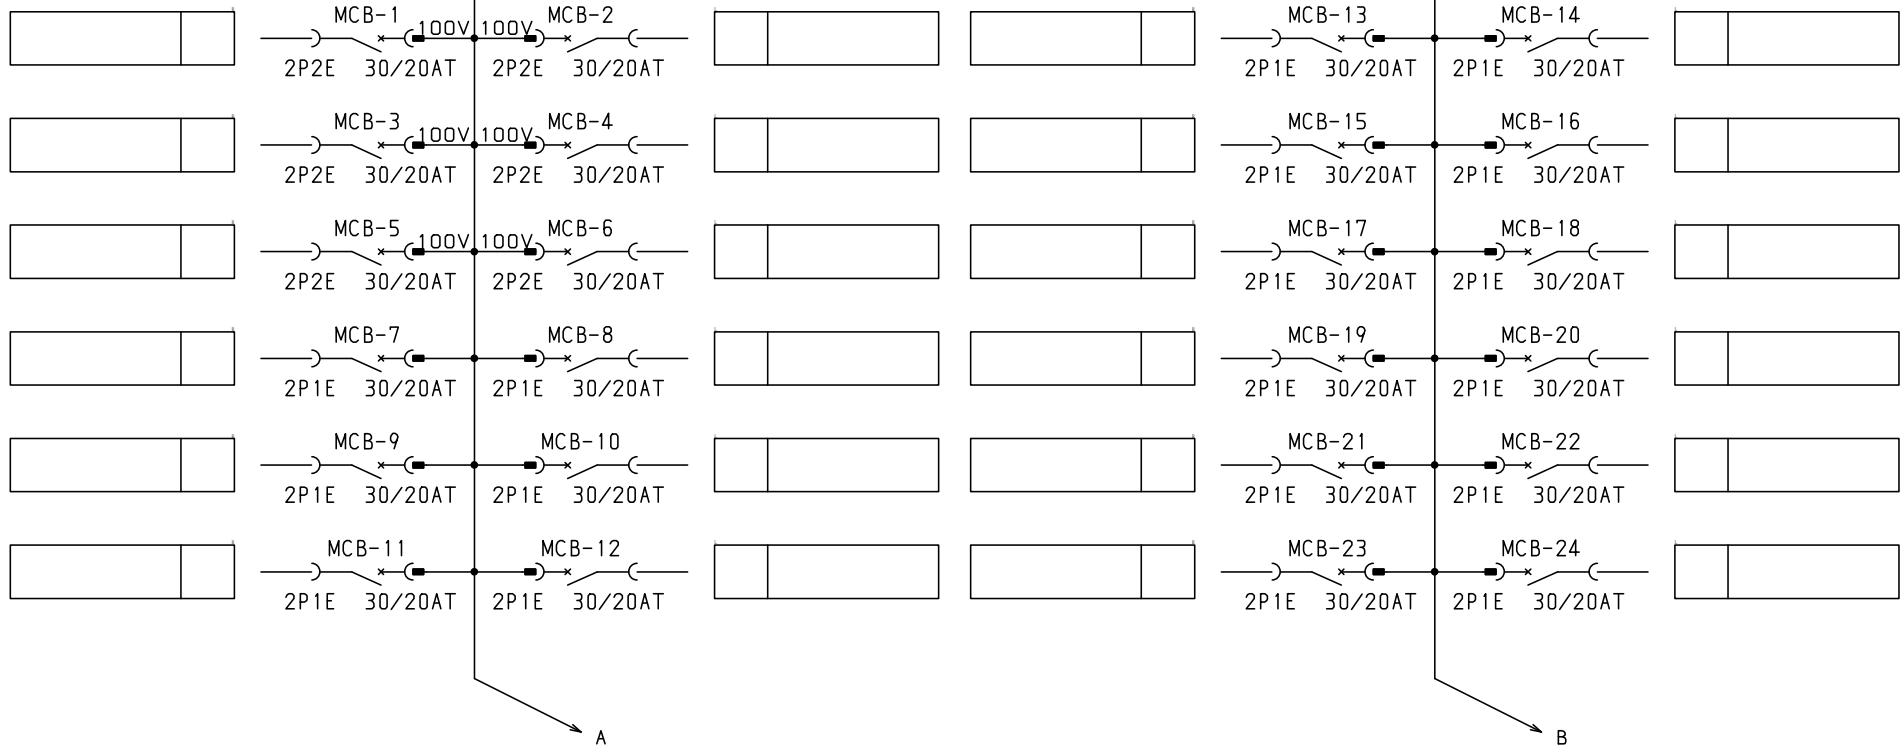 MCB-1 100V 100V MCB-2 MCB-13 MCB-14
2P2E 30/20AT 2P2E 30/20AT 2P1E 30/20AT 2P1E 30/20AT
MCB-3 100V 100V MCB-4 MCB-15 MCB-16
2P2E 30/20AT 2P2E 30/20AT 2P1E 30/20AT 2P1E 30/20AT
MCB-5 100V 100V MCB-6 MCB-17 MCB-18
2P2E 30/20AT 2P2E 30/20AT 2P1E 30/20AT 2P1E 30/20AT
MCB-7 MCB-8 MCB-19 MCB-20
2P1E 30/20AT 2P1E 30/20AT 2P1E 30/20AT 2P1E 30/20AT
MCB-9 MCB-10 MCB-21 MCB-22
2P1E 30/20AT 2P1E 30/20AT 2P1E 30/20AT 2P1E 30/20AT
MCB-11 MCB-12 MCB-23 MCB-24
2P1E 30/20AT 2P1E 30/20AT 2P1E 30/20AT 2P1E 30/20AT
A B